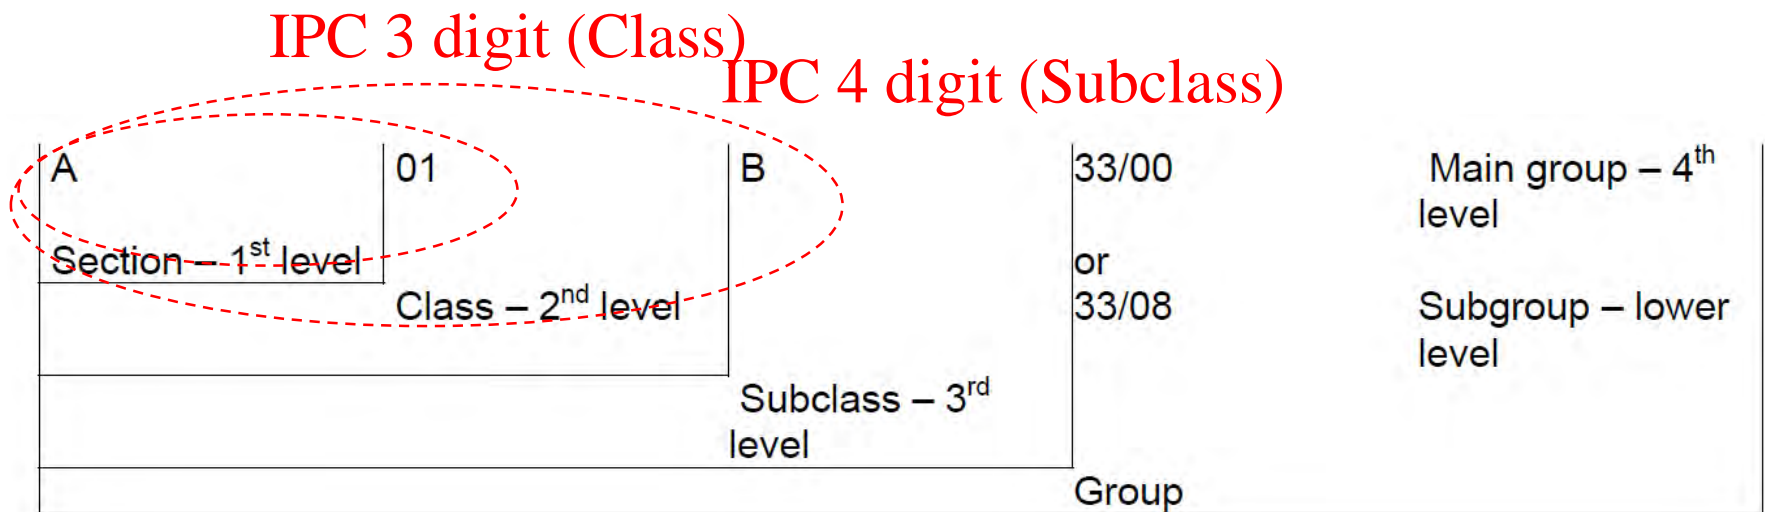 IPC 3 digit (Class)
IPC 4 digit (Subclass)
A 01 B 33/00 Main group – 4th
level
Section – 1st level or
Class – 2nd level 33/08 Subgroup – lower
level
Subclass – 3rd
level
Group